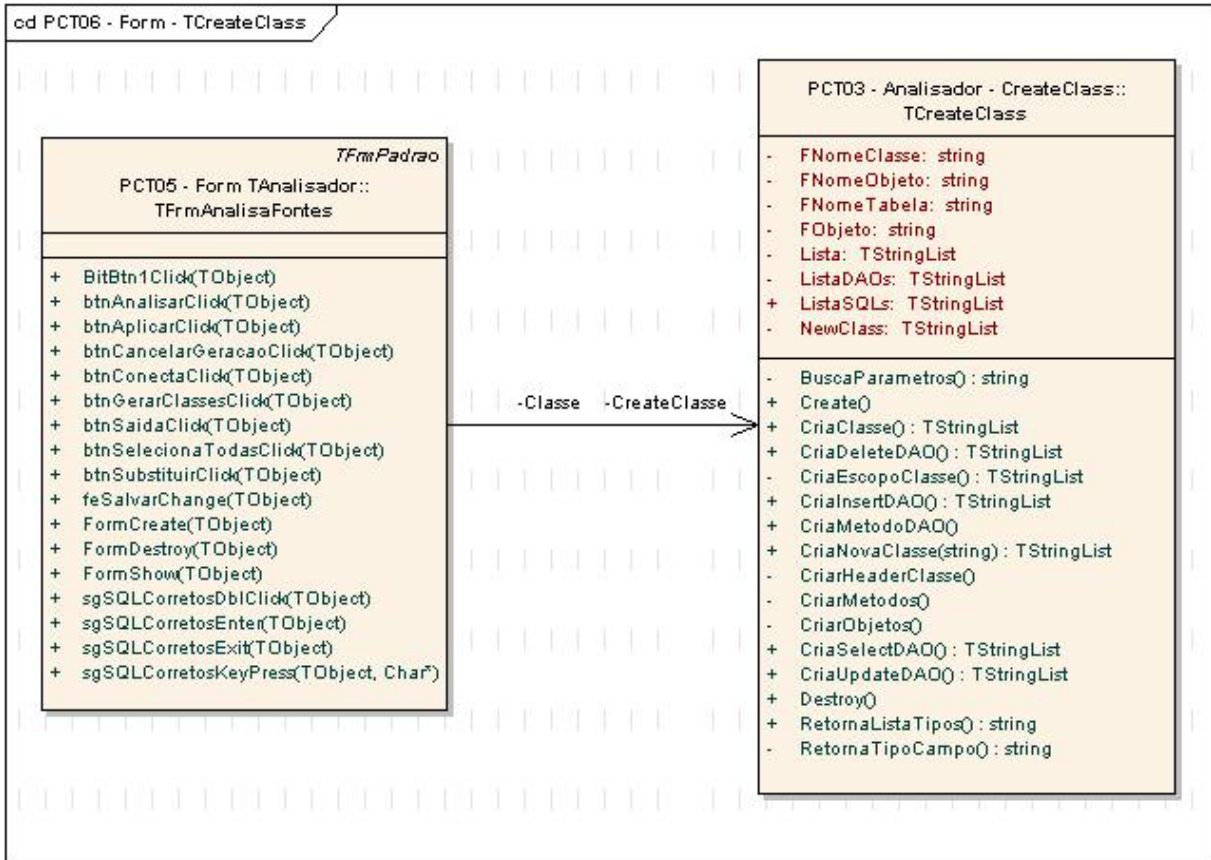 cd PCT06 - Form - TCreateClass
TFrmPadrao
PCT05 - Form TAnalisador::
TFrmAnalisaFontes
+ BitBtn1Click(TObject)
+ btnAnalisarClick(TObject)
+ btnAplicarClick(TObject)
+ btnCancelarGeracaoClick(TObject)
+ btnConectaClick(TObject)
+ btnGerarClassesClick(TObject)
+ btnSaidaClick(TObject)
+ btnSelecionaTodasClick(TObject)
+ btnSubstituirClick(TObject)
+ feSalvarChange(TObject)
+ FormCreate(TObject)
+ FormDestroy(TObject)
+ FormShow(TObject)
+ sgSQLCorretosDblClick(TObject)
+ sgSQLCorretosEnter(TObject)
+ sgSQLCorretosExit(TObject)
+ sgSQLCorretosKeyPress(TObject, Char*)
-Classe -CreateClasse
PCT03 - Analisador - CreateClass::
TCreateClass
- FNomeClasse: string
- FNomeObjeto: string
- FNomeTabela: string
- FObjeto: string
- Lista: TStringList
- ListaDAOs: TStringList
+ ListaSQLs: TStringList
- NewClass: TStringList
- BuscaParametros() : string
+ Create()
+ CriaClasse() : TStringList
+ CriaDeleteDAO() : TStringList
- CriaEscopoClasse() : TStringList
+ CriaInsertDAO() : TStringList
+ CriaMetodoDAO()
+ CriaNovaClasse(string) : TStringList
- CriarHeaderClasse()
- CriarMetodos()
- CriarObjetos()
+ CriaSelectDAO() : TStringList
+ CriaUpdateDAO() : TStringList
+ Destroy()
+ RetornaListaTipos() : string
- RetornaTipoCampo() : string